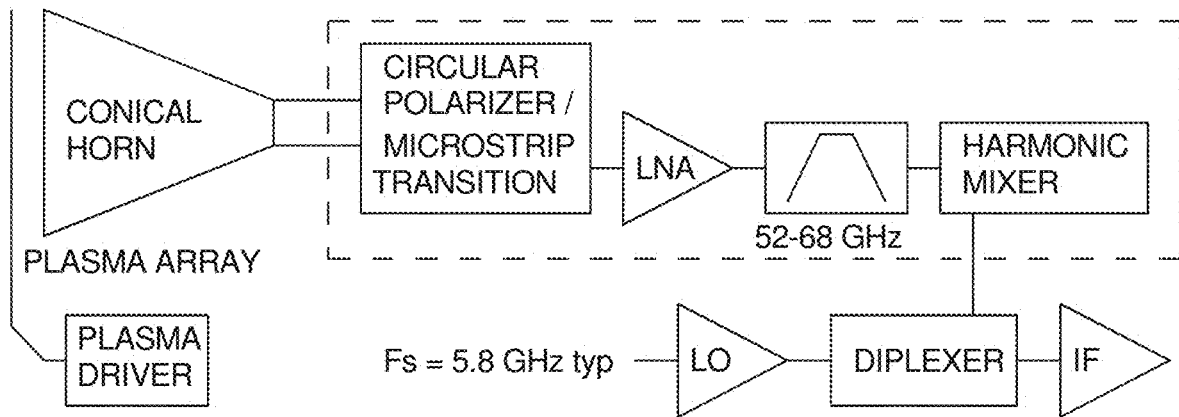 CONICAL
HORN
CIRCULAR
POLARIZER /
MICROSTRIP
TRANSITION
LNA
52-68 GHz
HARMONIC
MIXER
PLASMA ARRAY
PLASMA
DRIVER
Fs = 5.8 GHz typ
LO
DIPLEXER
IF